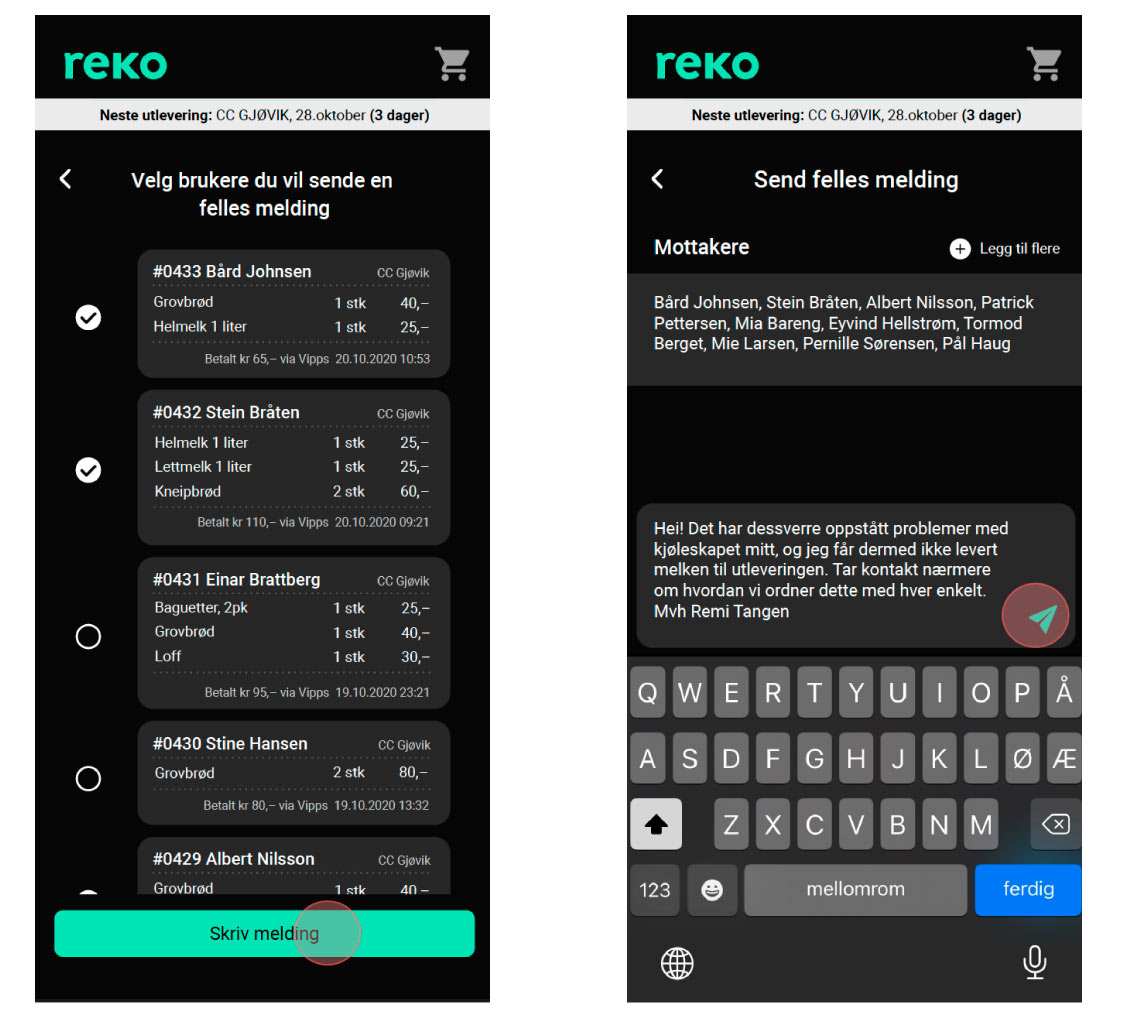 reko
Neste utlevering: CC GJØVIK, 28.oktober (3 dager)
Velg brukere du vil sende en
felles melding
#0433 Bård Johnsen CC Gjøvik
Grovbrød 1 stk 40,–
Helmelk 1 liter 1 stk 25,–
Betalt kr 65,– via Vipps 20.10.2020 10:53
#0432 Stein Bråten CC Gjøvik
Helmelk 1 liter 1 stk 25,–
Lettmelk 1 liter 1 stk 25,–
Kneipbrød 2 stk 60,–
Betalt kr 110,– via Vipps 20.10.2020 09:21
#0431 Einar Brattberg CC Gjøvik
Baguetter, 2pk 1 stk 25,–
Grovbrød 1 stk 40,–
Loff 1 stk 30,–
Betalt kr 95,– via Vipps 19.10.2020 23:21
#0430 Stine Hansen CC Gjøvik
Grovbrød 2 stk 80,–
Betalt kr 80,– via Vipps 19.10.2020 13:32
#0429 Albert Nilsson CC Gjøvik
Grovbrød 1 stk 40,–
Skriv melding
reko
Neste utlevering: CC GJØVIK, 28.oktober (3 dager)
Send felles melding
Mottakere
Legg til flere
Bård Johnsen, Stein Bråten, Albert Nilsson, Patrick
Pettersen, Mia Bareng, Eyvind Hellstrøm, Tormod
Berget, Mie Larsen, Pernille Sørensen, Pål Haug
Hei! Det har dessverre oppstått problemer med
kjøleskapet mitt, og jeg får dermed ikke levert
melken til utleveringen. Tar kontakt nærmere
om hvordan vi ordner dette med hver enkelt.
Mvh Remi Tangen
Q W E R T Y U I O P Å
A S D F G H J K L Ø Æ
Z X C V B N M
123 mellomrom ferdig